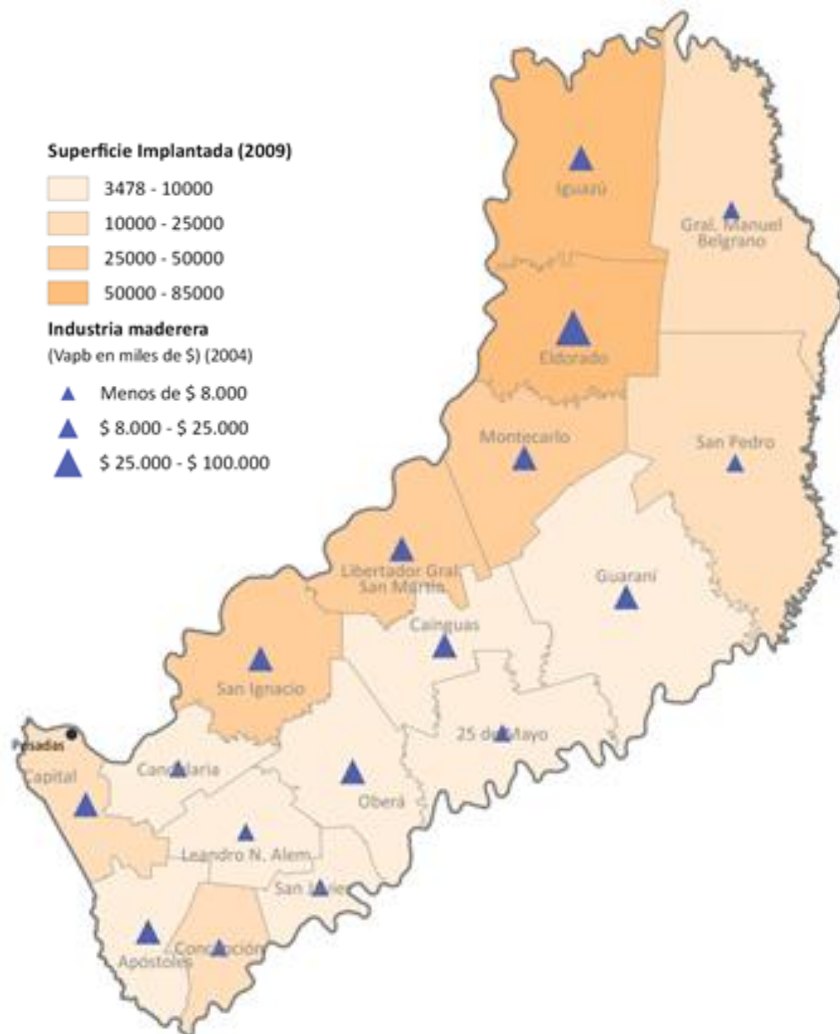 Superficie Implantada (2009)
3478 - 10000
10000 - 25000
25000 - 50000
50000 - 85000
Industria maderera
(Vapb en miles de $) (2004)
Menos de $ 8.000
$ 8.000 - $ 25.000
$ 25.000 - $ 100.000
Iguazú
Gral. Manuel
Belgrano
Eldorado
Montecarlo
San Pedro
Libertador Gral.
San Martín
Guaraní
Cainguas
San Ignacio
25 de Mayo
Posadas
Candelaria
Capital
Oberá
Leandro N. Alem
San Javier
Concepción
Apóstoles